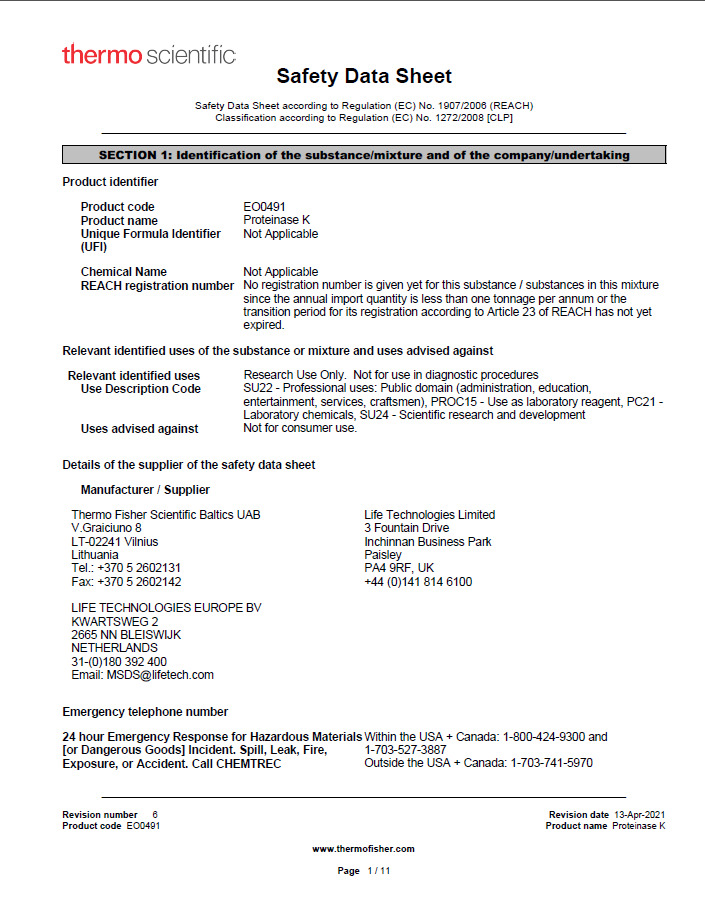 thermo scientific
Safety Data Sheet
Safety Data Sheet according to Regulation (EC) No. 1907/2006 (REACH)
Classification according to Regulation (EC) No. 1272/2008 [CLP]
SECTION 1: Identification of the substance/mixture and of the company/undertaking
Product identifier
Product code EO0491
Product name Proteinase K
Unique Formula Identifier Not Applicable
(UFI)
Chemical Name Not Applicable
REACH registration number No registration number is given yet for this substance / substances in this mixture
since the annual import quantity is less than one tonnage per annum or the
transition period for its registration according to Article 23 of REACH has not yet
expired.
Relevant identified uses of the substance or mixture and uses advised against
Relevant identified uses Research Use Only. Not for use in diagnostic procedures
Use Description Code SU22 - Professional uses: Public domain (administration, education,
entertainment, services, craftsmen), PROC15 - Use as laboratory reagent, PC21 -
Laboratory chemicals, SU24 - Scientific research and development
Uses advised against Not for consumer use.
Details of the supplier of the safety data sheet
Manufacturer / Supplier
Thermo Fisher Scientific Baltics UAB
V.Graiciuno 8
LT-02241 Vilnius
Lithuania
Tel.: +370 5 2602131
Fax: +370 5 2602142
Life Technologies Limited
3 Fountain Drive
Inchinnan Business Park
Paisley
PA4 9RF, UK
+44 (0)141 814 6100
LIFE TECHNOLOGIES EUROPE BV
KWARTSWEG 2
2665 NN BLEISWIJK
NETHERLANDS
31-(0)180 392 400
Email: MSDS@lifetech.com
Emergency telephone number
24 hour Emergency Response for Hazardous Materials Within the USA + Canada: 1-800-424-9300 and
[or Dangerous Goods] Incident. Spill, Leak, Fire, 1-703-527-3887
Exposure, or Accident. Call CHEMTREC Outside the USA + Canada: 1-703-741-5970
Revision number 6 Revision date 13-Apr-2021
Product code EO0491 Product name Proteinase K
www.thermofisher.com
Page 1 / 11